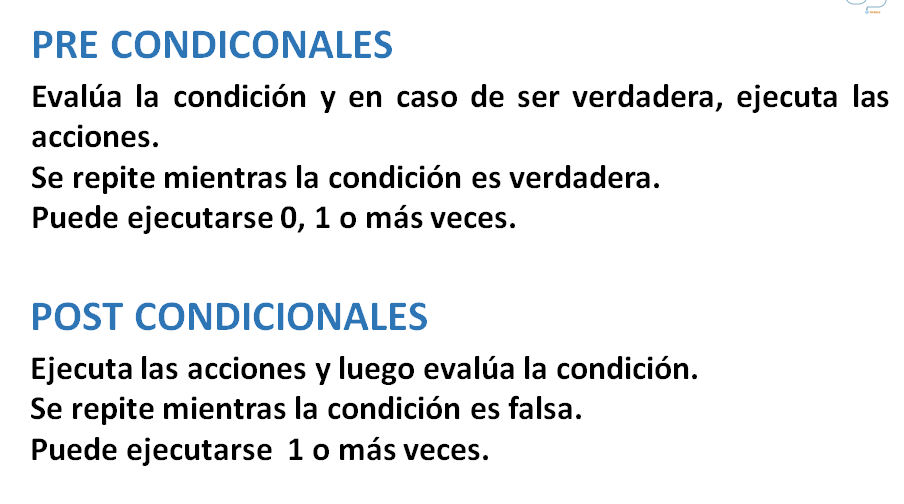 PRE CONDICONALES
Evalúa la condición y en caso de ser verdadera, ejecuta las
acciones.
Se repite mientras la condición es verdadera.
Puede ejecutarse 0, 1 o más veces.
POST CONDICIONALES
Ejecuta las acciones y luego evalúa la condición.
Se repite mientras la condición es falsa.
Puede ejecutarse  1 o más veces.